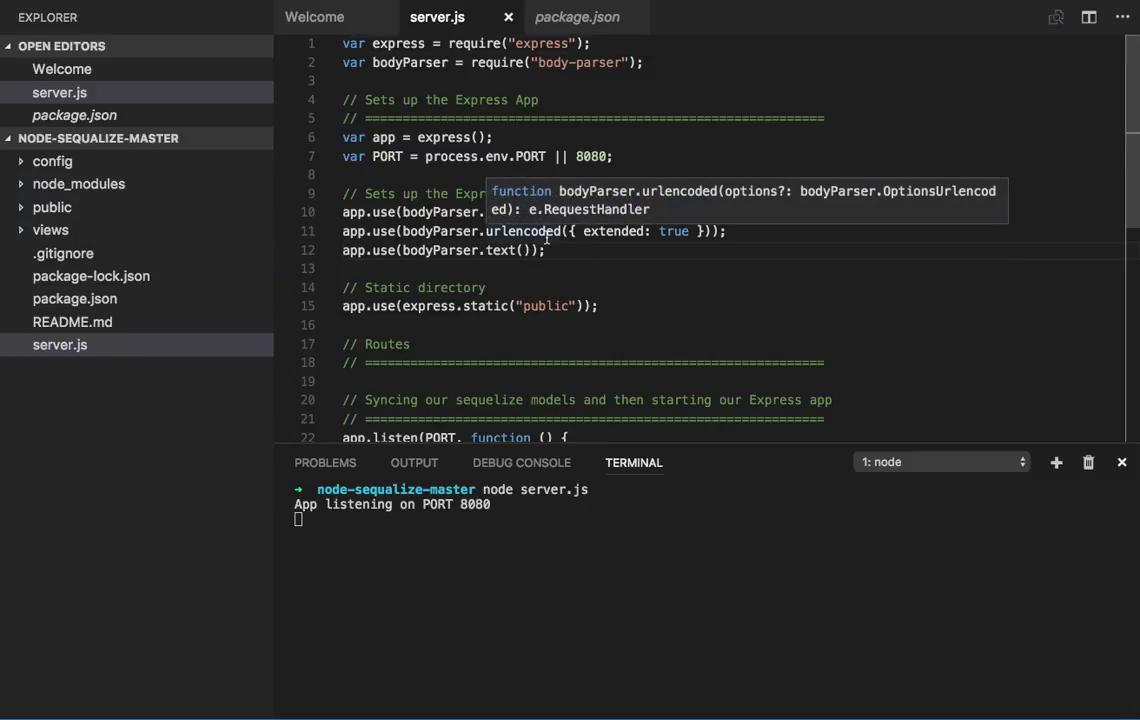 EXPLORER
OPEN EDITORS
Welcome
server.js
package.json
NODE-SEQUALIZE-MASTER
config
node_modules
public
views
.gitignore
package-lock.json
package.json
README.md
server.js
Welcome server.js package.json
1 var express = require("express");
2 var bodyParser = require("body-parser");
3
4 // Sets up the Express App
5 // =============================================================
6 var app = express();
7 var PORT = process.env.PORT || 8080;
8
9 // Sets up the Expr
function bodyParser.urlencoded(options?: bodyParser.OptionsUrlencod
ed): e.RequestHandler
10 app.use(bodyParser.
11 app.use(bodyParser.urlencoded({ extended: true }));
12 app.use(bodyParser.text());
13
14 // Static directory
15 app.use(express.static("public"));
16
17 // Routes
18 // =============================================================
19
20 // Syncing our sequelize models and then starting our Express app
21 // =============================================================
22 app.listen(PORT, function () {
PROBLEMS OUTPUT DEBUG CONSOLE TERMINAL 1: node
➜ node-sequalize-master node server.js
App listening on PORT 8080